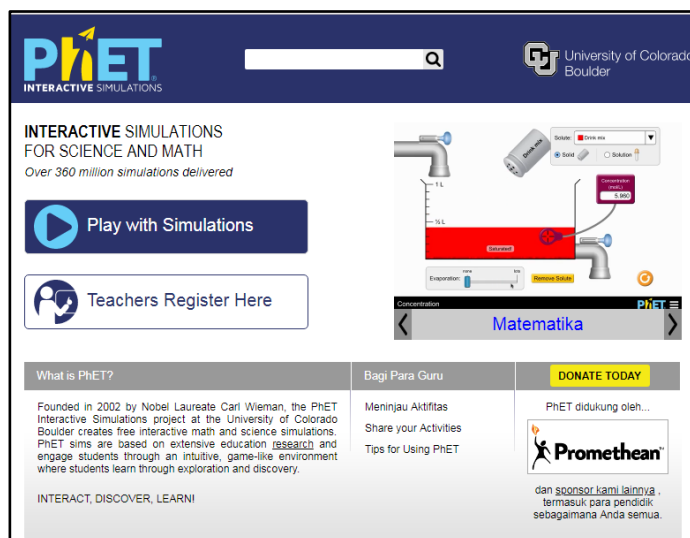 PhET
INTERACTIVE SIMULATIONS
University of Colorado
Boulder
INTERACTIVE SIMULATIONS
FOR SCIENCE AND MATH
Over 360 million simulations delivered
Play with Simulations
Teachers Register Here
Drink mix
Solute: Drink mix
Solid
Solution
1 L
½ L
Concentration
(mol/L)
5.960
Saturated!
Evaporation:
none
lots
Remove Solute
Concentration
PhET
Matematika
What is PhET?
Founded in 2002 by Nobel Laureate Carl Wieman, the PhET
Interactive Simulations project at the University of Colorado
Boulder creates free interactive math and science simulations.
PhET sims are based on extensive education research and
engage students through an intuitive, game-like environment
where students learn through exploration and discovery.
INTERACT, DISCOVER, LEARN!
Bagi Para Guru
Meninjau Aktifitas
Share your Activities
Tips for Using PhET
DONATE TODAY
PhET didukung oleh...
Promethean
dan sponsor kami lainnya ,
termasuk para pendidik
sebagaimana Anda semua.